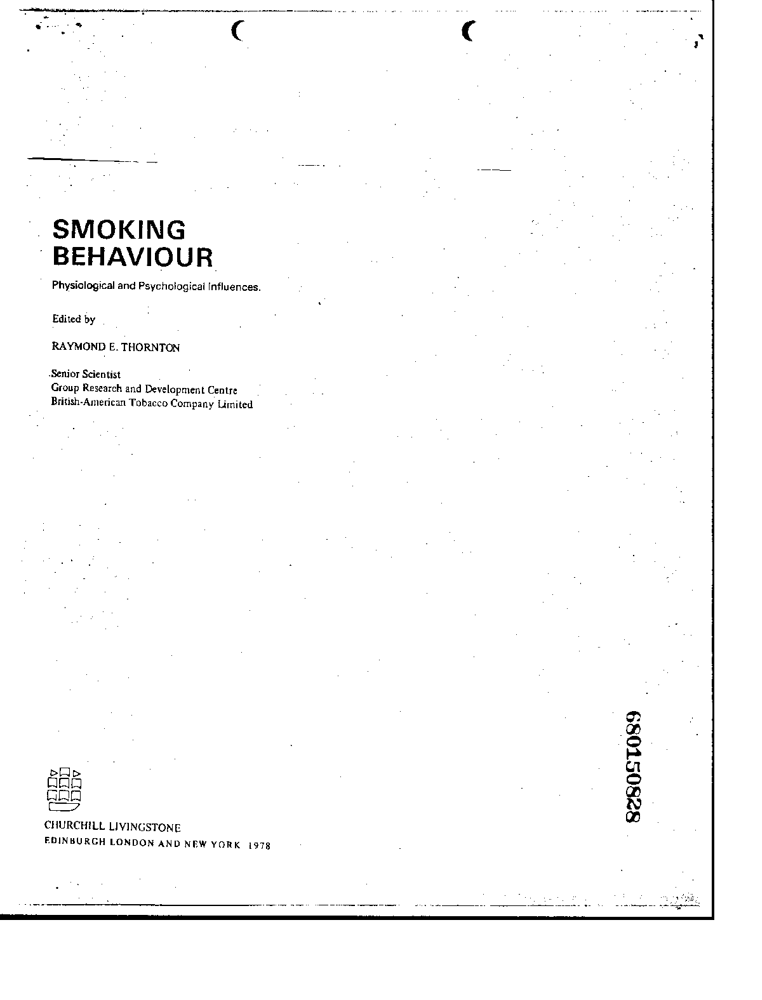 SMOKING
BEHAVIOUR
Physiological and Psychological Influences.
Edited by
RAYMOND E. THORNTON
Senior Scientist
Group Research and Development Centre
British-American Tobacco Company Limited
680150828
CHURCHILL LIVINGSTONE
EDINBURGH LONDON AND NEW YORK 1978